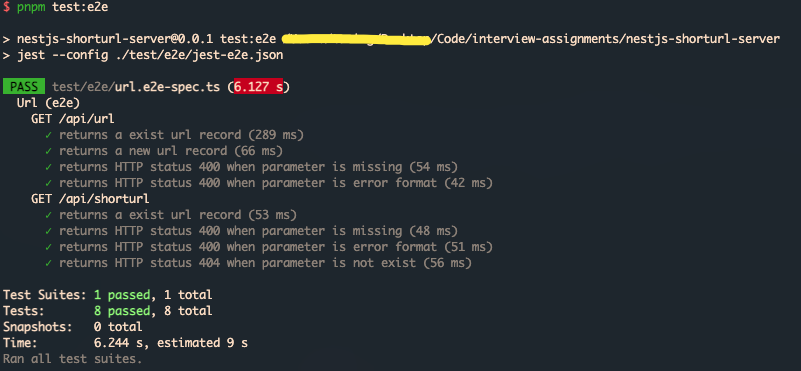 $ pnpm test:e2e
> nestjs-shorturl-server@0.0.1 test:e2e /Code/interview-assignments/nestjs-shorturl-server
> jest --config ./test/e2e/jest-e2e.json
PASS test/e2e/url.e2e-spec.ts (6.127 s)
Url (e2e)
GET /api/url
✓ returns a exist url record (289 ms)
✓ returns a new url record (66 ms)
✓ returns HTTP status 400 when parameter is missing (54 ms)
✓ returns HTTP status 400 when parameter is error format (42 ms)
GET /api/shorturl
✓ returns a exist url record (53 ms)
✓ returns HTTP status 400 when parameter is missing (48 ms)
✓ returns HTTP status 400 when parameter is error format (51 ms)
✓ returns HTTP status 404 when parameter is not exist (56 ms)
Test Suites: 1 passed, 1 total
Tests: 8 passed, 8 total
Snapshots: 0 total
Time: 6.244 s, estimated 9 s
Ran all test suites.